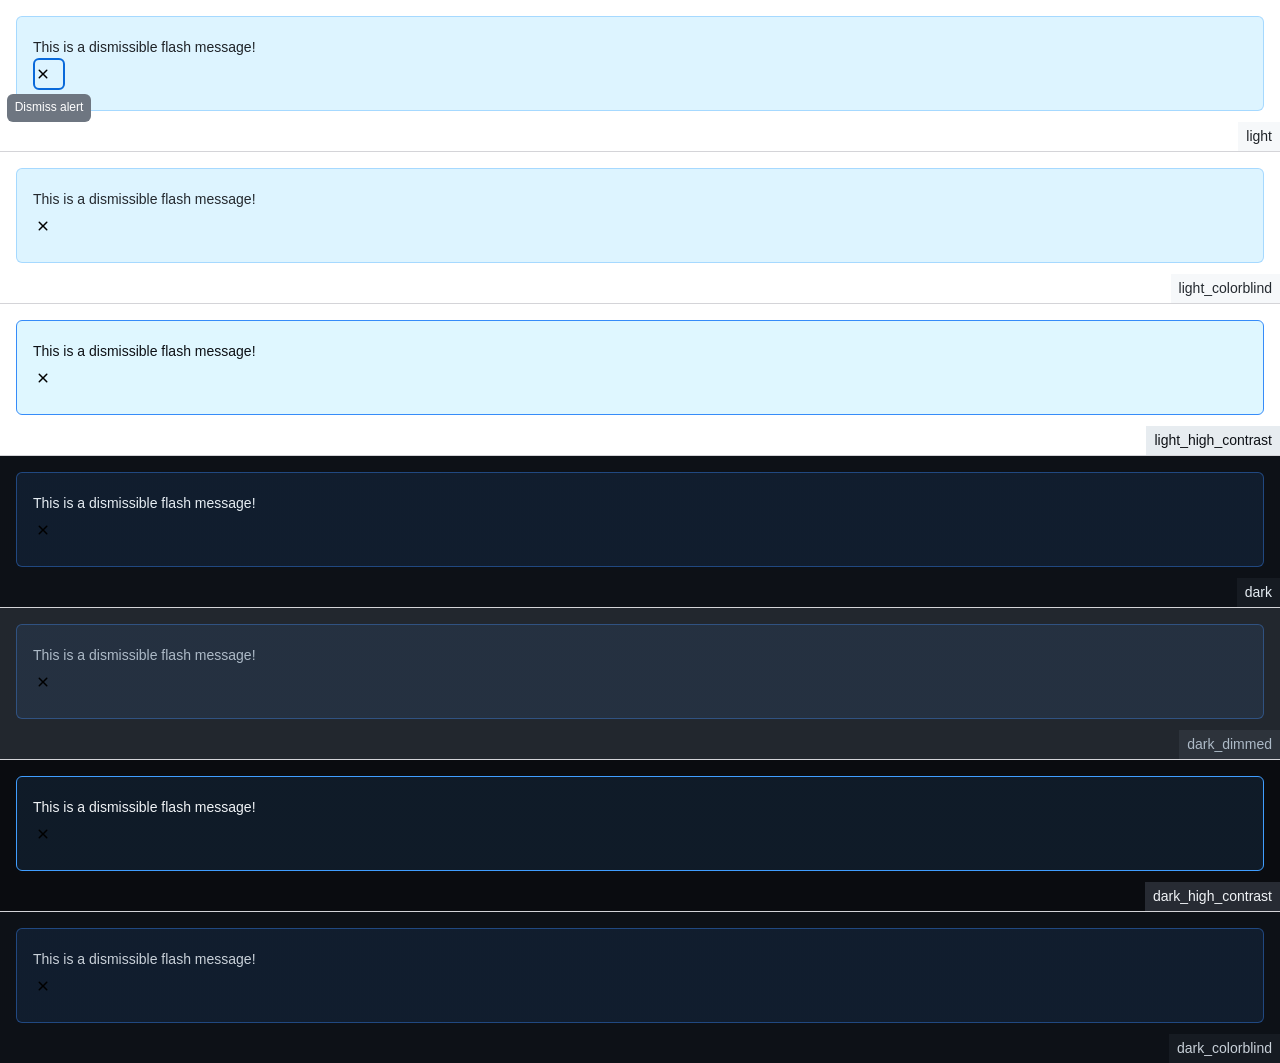 This is a dismissible flash message!
Dismiss alert
light
This is a dismissible flash message!
light_colorblind
This is a dismissible flash message!
light_high_contrast
This is a dismissible flash message!
dark
This is a dismissible flash message!
dark_dimmed
This is a dismissible flash message!
dark_high_contrast
This is a dismissible flash message!
dark_colorblind